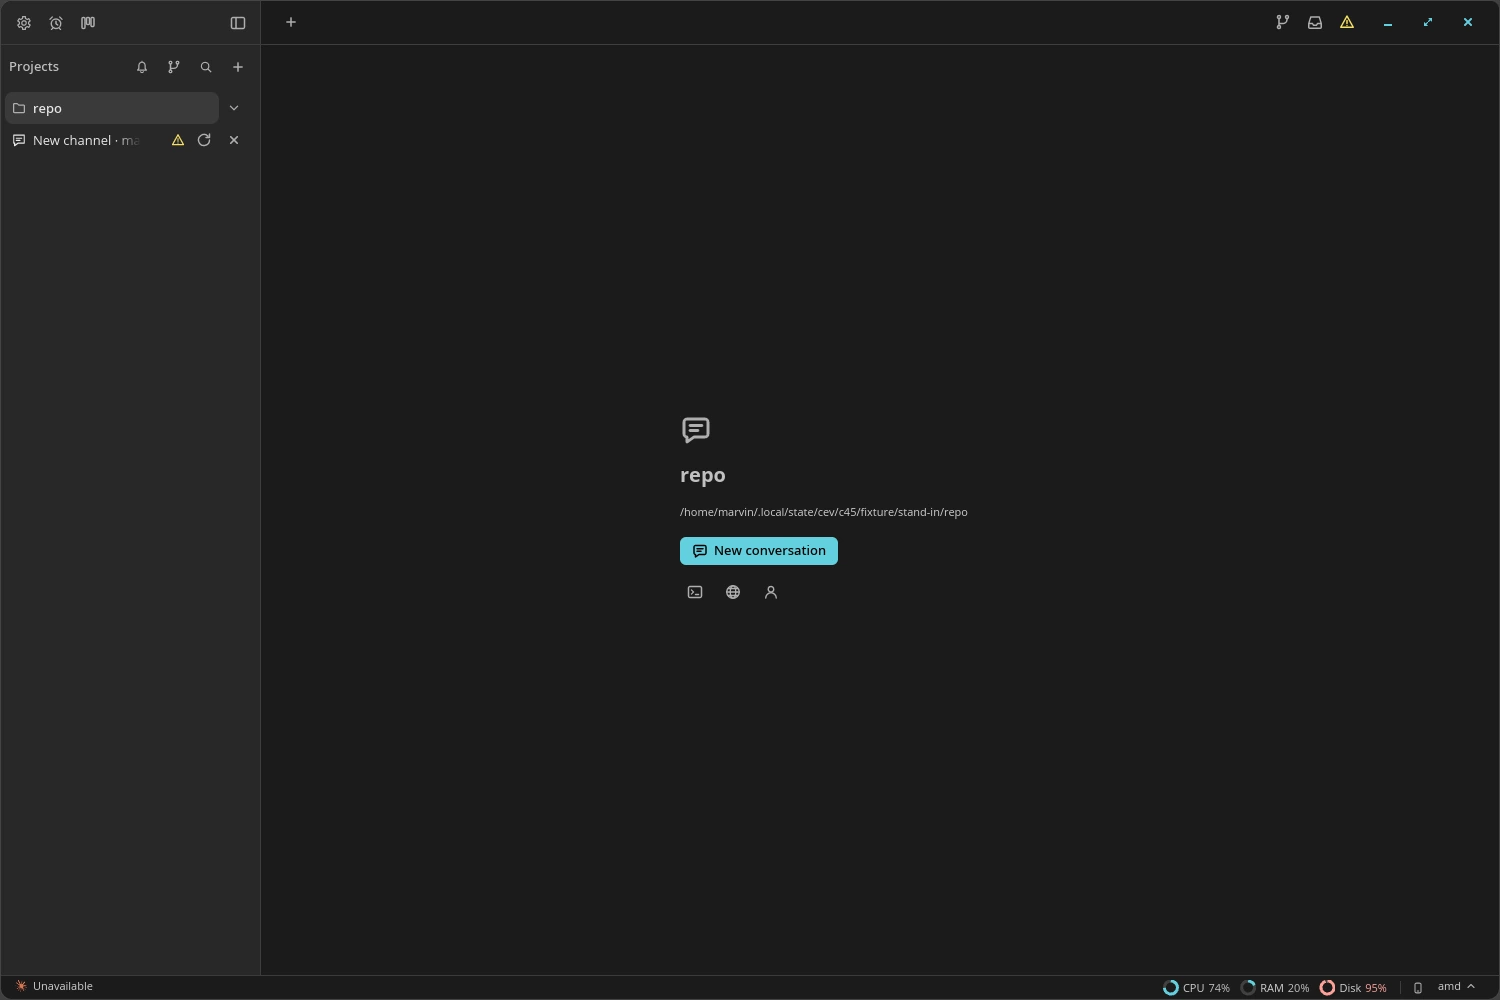 Projects
repo
New channel · ma
repo
/home/marvin/.local/state/cev/c45/fixture/stand-in/repo
New conversation
Unavailable
CPU 74% RAM 20% Disk 95% amd